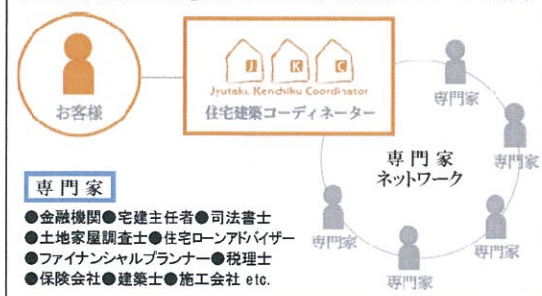 J K C
Jyutaku Kenchiku Coordinator
住宅建築コーディネーター
お客様
専門家
専門家
専門家
ネットワーク
専門家
専門家
専門家
専門家
●金融機関●宅建主任者●司法書士
●土地家屋調査士●住宅ローンアドバイザー
●ファイナンシャルプランナー●税理士
●保険会社●建築士●施工会社 etc.
専門家